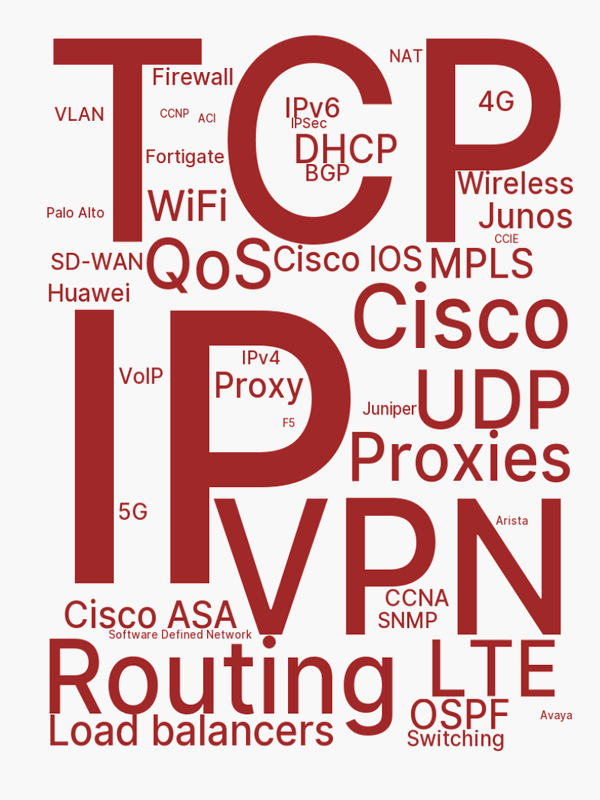 TCP
NAT
Firewall
4G
VLAN
CCNP
ACI
IPv6
IPSec
DHCP
Fortigate
BGP
Wireless
Palo Alto
WiFi
Junos
CCIE
SD-WAN
QoS
Cisco IOS
MPLS
Huawei
Cisco
IP
IPv4
VoIP
Proxy
Juniper
UDP
F5
Proxies
5G
VPN
Arista
CCNA
Cisco ASA
SNMP
Software Defined Network
Routing
LTE
OSPF
Avaya
Load balancers
Switching